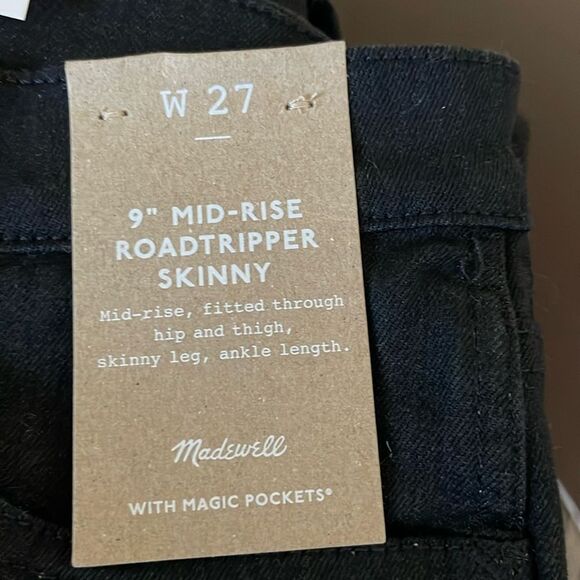 W 27
9" MID-RISE
ROADTRIPPER
SKINNY
Mid-rise, fitted through
hip and thigh,
skinny leg, ankle length.
Madewell
WITH MAGIC POCKETS®